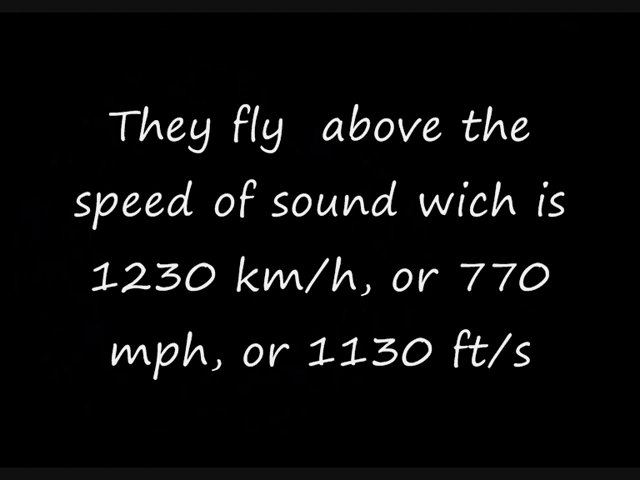 They fly  above the
speed of sound wich is
1230 km/h, or 770
mph, or 1130 ft/s